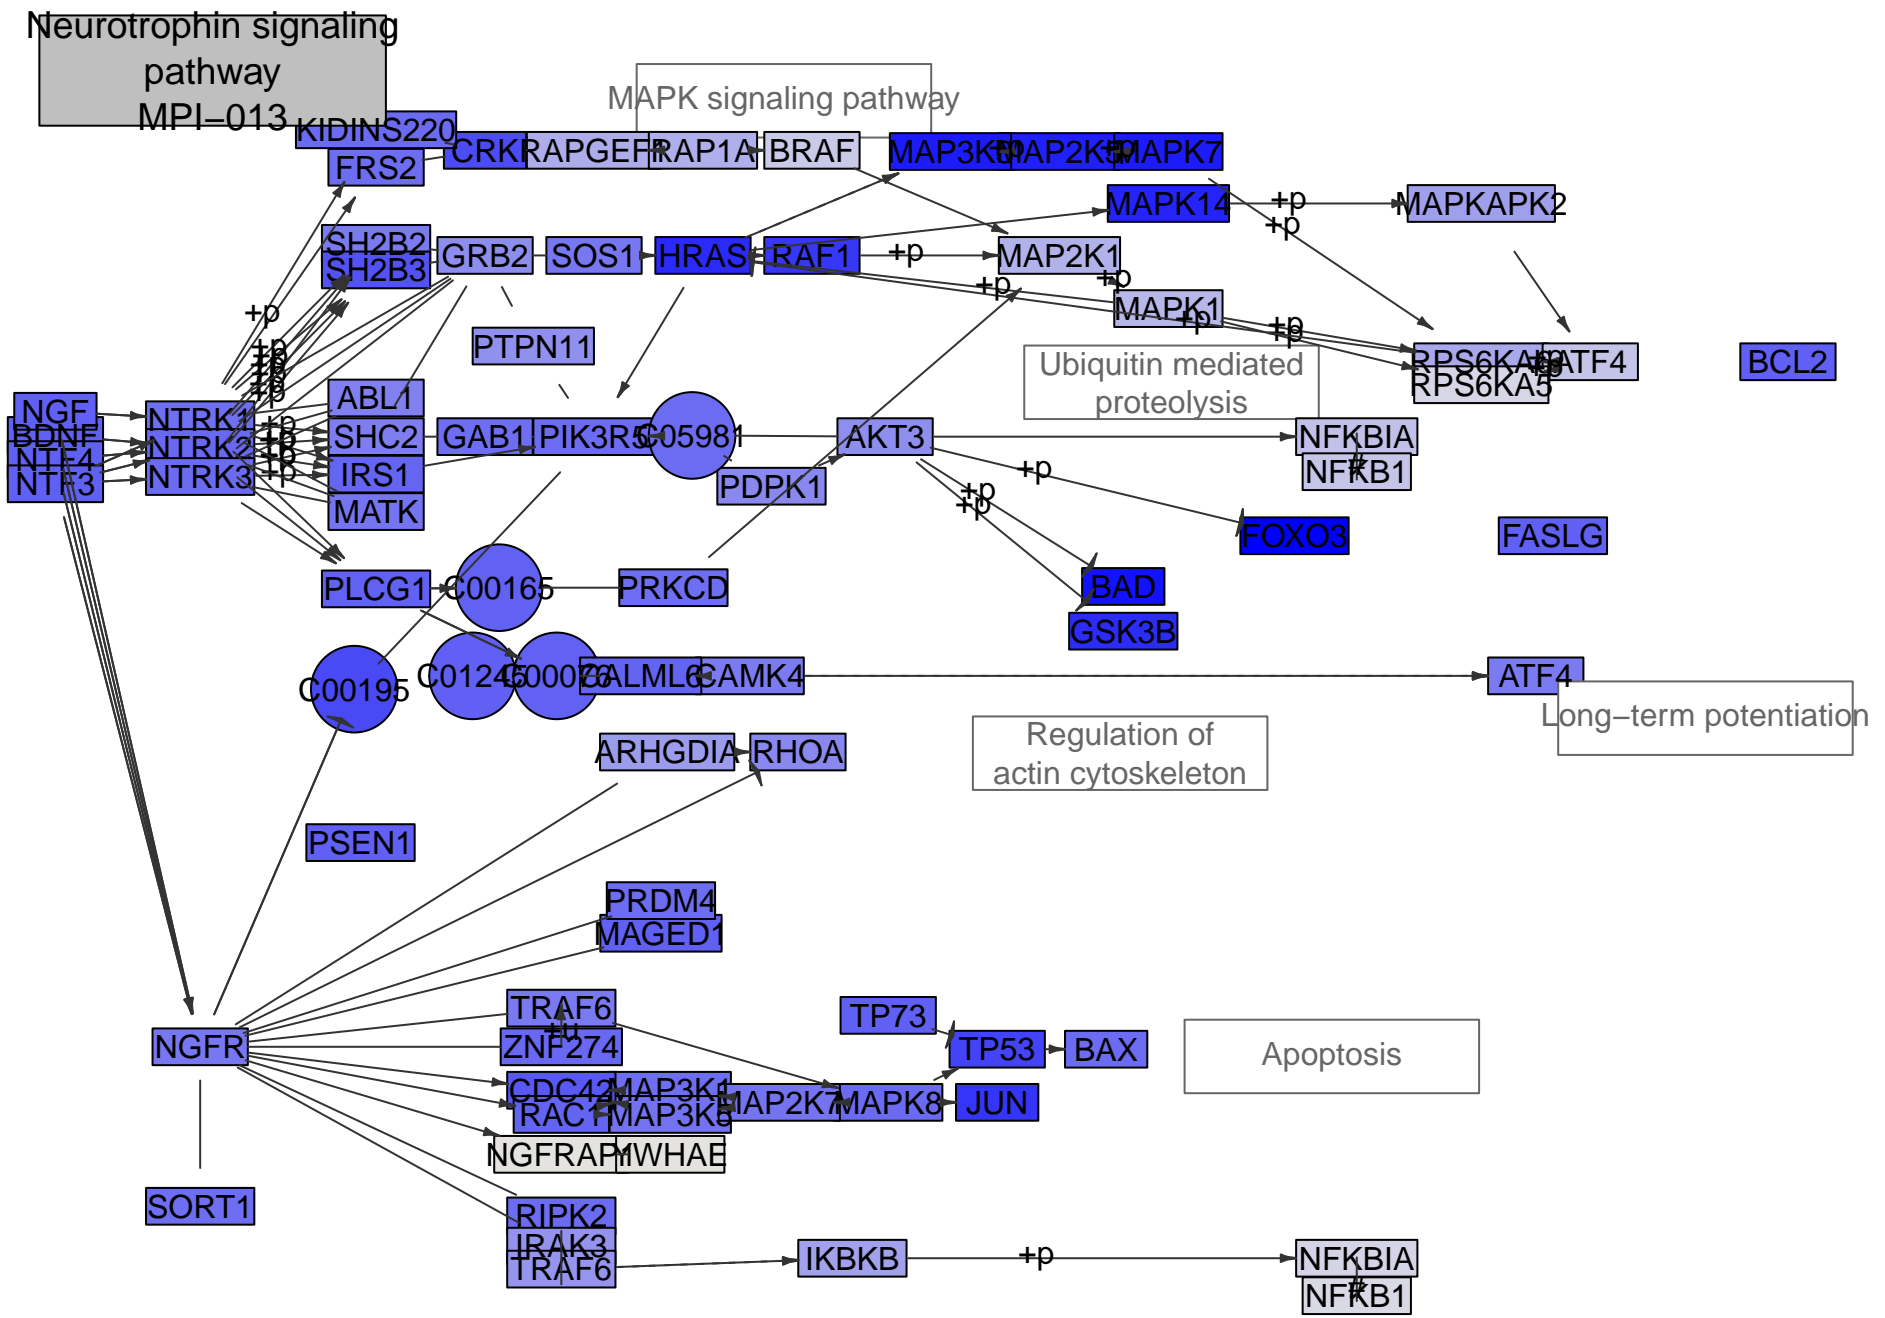 Neurotrophin signaling
pathway
MPI−013
MAPK signaling pathway
KIDINS220
FRS2
RAPGEF1
RAP1A
BRAF
MAP2K5
MAPK7
+p
MAPK14
+p
MAPKAPK2
+p
SH2B2
SH2B3
GRB2
SOS1
HRAS
RAF1
+p
MAP2K1
+p
+p
MAPK1
+p
+p
+p
+p
PTPN11
Ubiquitin mediated
proteolysis
RPS6KA6
RPS6KA5
ATF4
BCL2
+p
+p
+p
+p
+p
NGF
BDNF
NTF4
NTF3
NTRK1
NTRK2
NTRK3
+p
+p
+p
+p
ABL1
SHC2
IRS1
MATK
GAB1
PIK3R5
C05981
PDPK1
AKT3
NFKBIA
NFKB1
+p
+p
+p
FOXO3
FASLG
PLCG1
C00165
PRKCD
BAD
GSK3B
C00195
C01245
C00076
CALML6
CAMK4
ATF4
Long−term potentiation
ARHGDIA
RHOA
Regulation of
actin cytoskeleton
PSEN1
PRDM4
MAGED1
NGFR
TRAF6
+u
ZNF274
TP73
TP53
BAX
Apoptosis
CDC42
RAC1
MAP3K1
MAP3K5
MAP2K7
MAPK8
JUN
NGFRAP1
YWHAE
SORT1
RIPK2
IRAK3
TRAF6
IKBKB
+p
NFKBIA
NFKB1